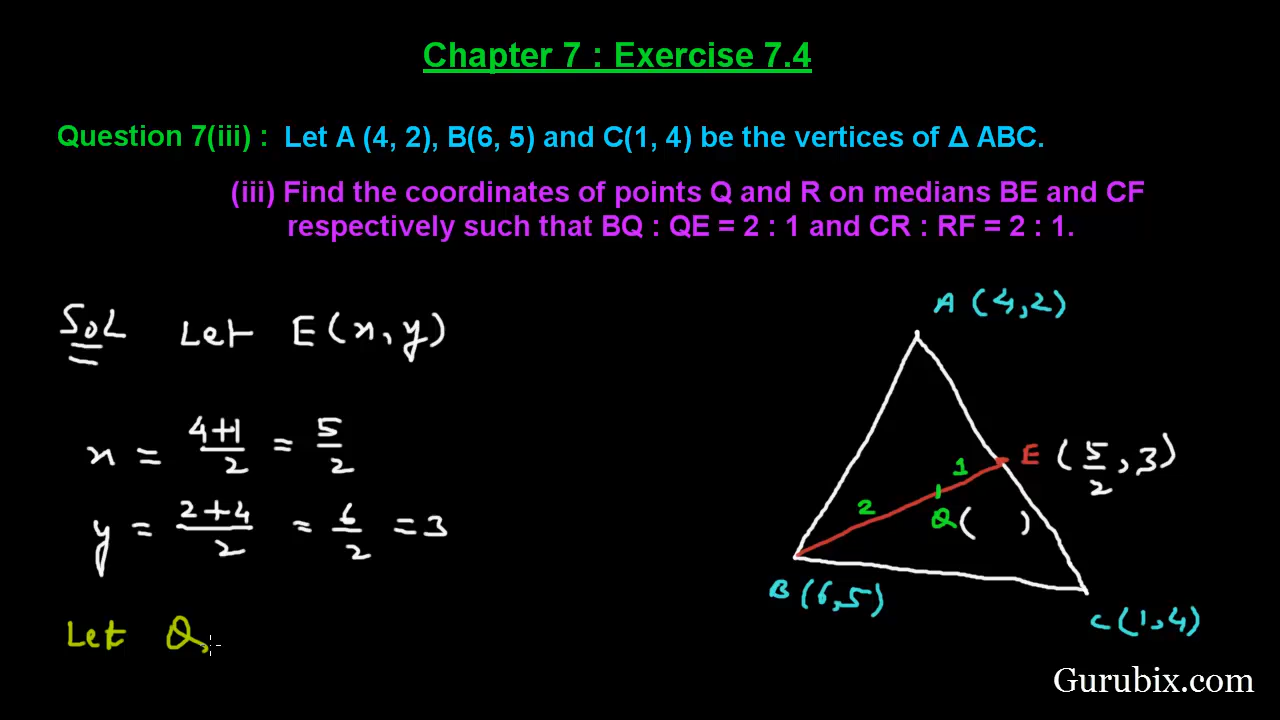 Chapter 7 : Exercise 7.4
Question 7(iii) : Let A (4, 2), B(6, 5) and C(1, 4) be the vertices of Δ ABC.
(iii) Find the coordinates of points Q and R on medians BE and CF
respectively such that BQ : QE = 2 : 1 and CR : RF = 2 : 1.
Sol Let E(x, y)
x = 4+1/2 = 5/2
y = 2+4/2 = 6/2 = 3
Let Q
A (4,2)
E (5/2, 3)
1
2
Q ( )
B (6,5)
C (1,4)
Gurubix.com